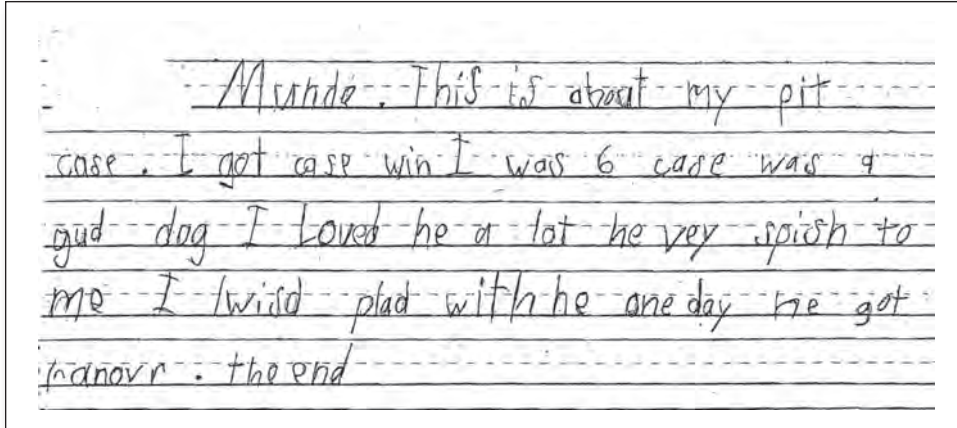 Munde. This is about my pit
case. I got case win I was 6 case was a
gud dog I Loved he a lot he vey spish to
me I lwisd plad with he one day he got
ranovr. the end